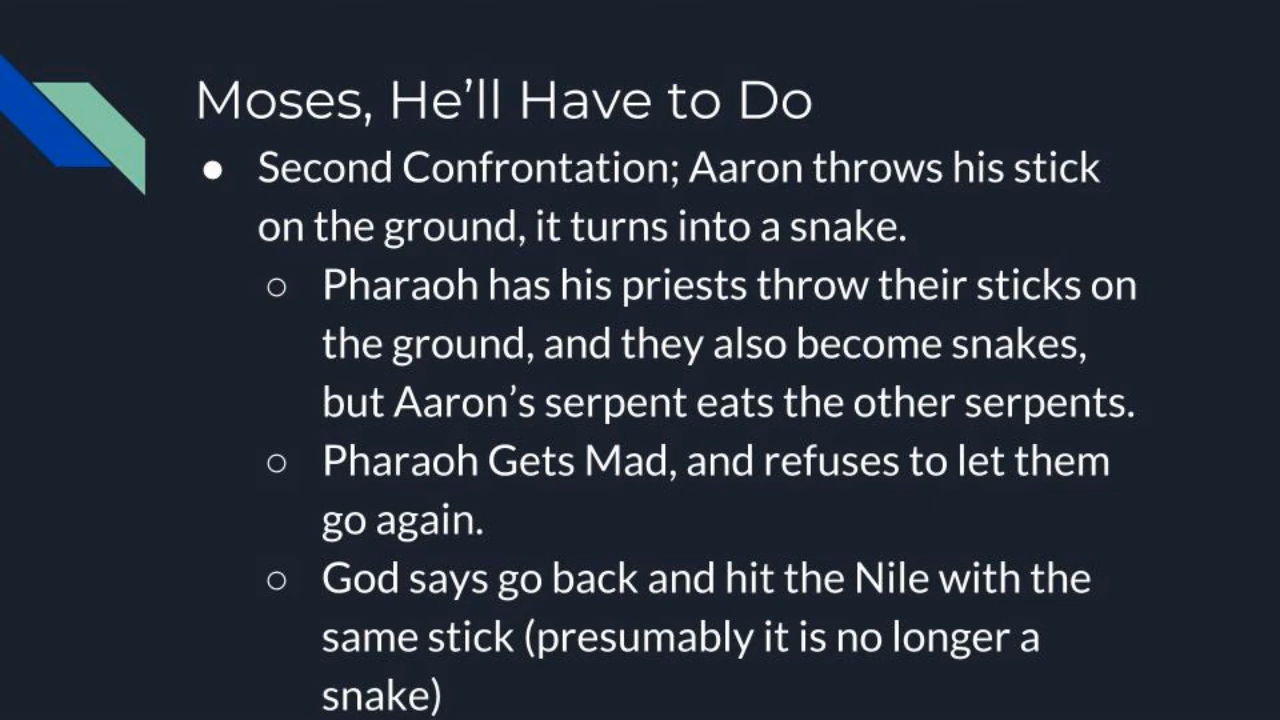 Moses, He’ll Have to Do
● Second Confrontation; Aaron throws his stick
on the ground, it turns into a snake.
○ Pharaoh has his priests throw their sticks on
the ground, and they also become snakes,
but Aaron’s serpent eats the other serpents.
○ Pharaoh Gets Mad, and refuses to let them
go again.
○ God says go back and hit the Nile with the
same stick (presumably it is no longer a
snake)